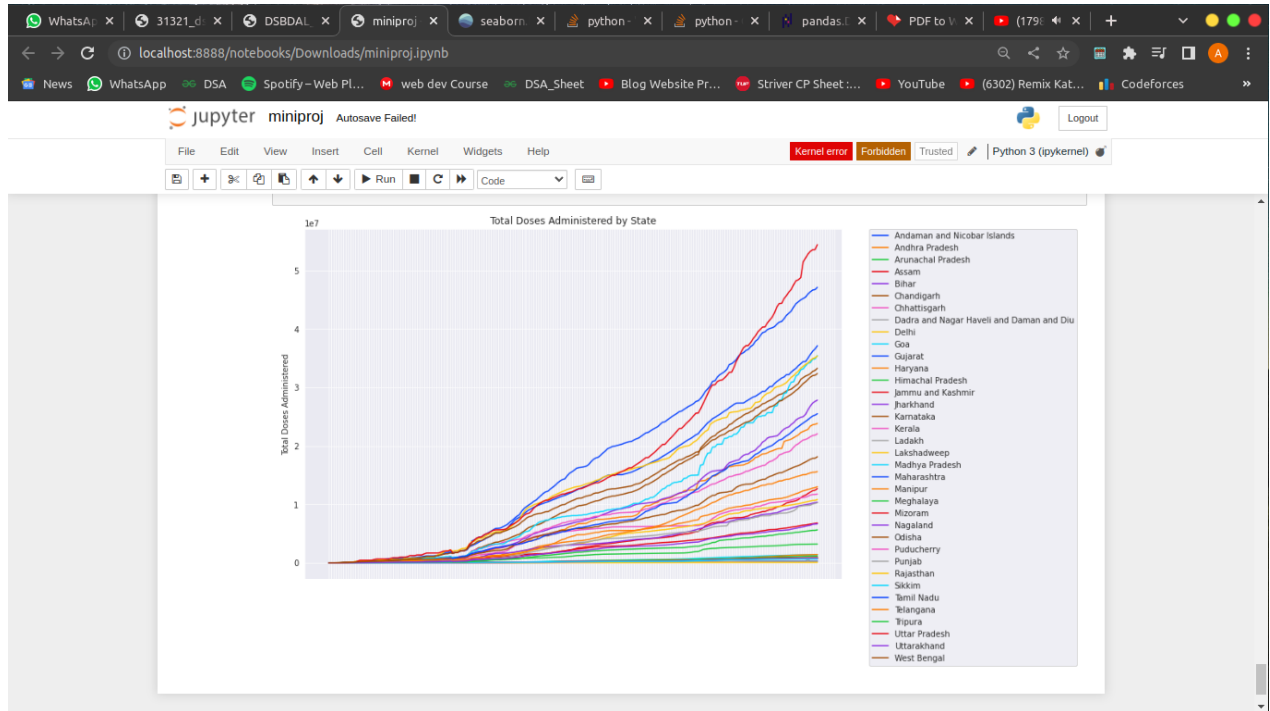 WhatsAp 31321_ds DSBDAL_ miniproj seaborn. python - python - pandas.D PDF to W (179
localhost:8888/notebooks/Downloads/miniproj.ipynb A
News WhatsApp DSA Spotify – Web Pl... web dev Course DSA_Sheet Blog Website Pr... Striver CP Sheet :... YouTube (6302) Remix Kat... Codeforces »
jupyter miniproj Autosave Failed! Logout
File Edit View Insert Cell Kernel Widgets Help Kernel error Forbidden Trusted Python 3 (ipykernel)
Run Code
Total Doses Administered by State
1e7
5
4
3
2
1
0
Total Doses Administered
Andaman and Nicobar Islands
Andhra Pradesh
Arunachal Pradesh
Assam
Bihar
Chandigarh
Chhattisgarh
Dadra and Nagar Haveli and Daman and Diu
Delhi
Goa
Gujarat
Haryana
Himachal Pradesh
Jammu and Kashmir
Jharkhand
Karnataka
Kerala
Ladakh
Lakshadweep
Madhya Pradesh
Maharashtra
Manipur
Meghalaya
Mizoram
Nagaland
Odisha
Puducherry
Punjab
Rajasthan
Sikkim
Tamil Nadu
Telangana
Tripura
Uttar Pradesh
Uttarakhand
West Bengal